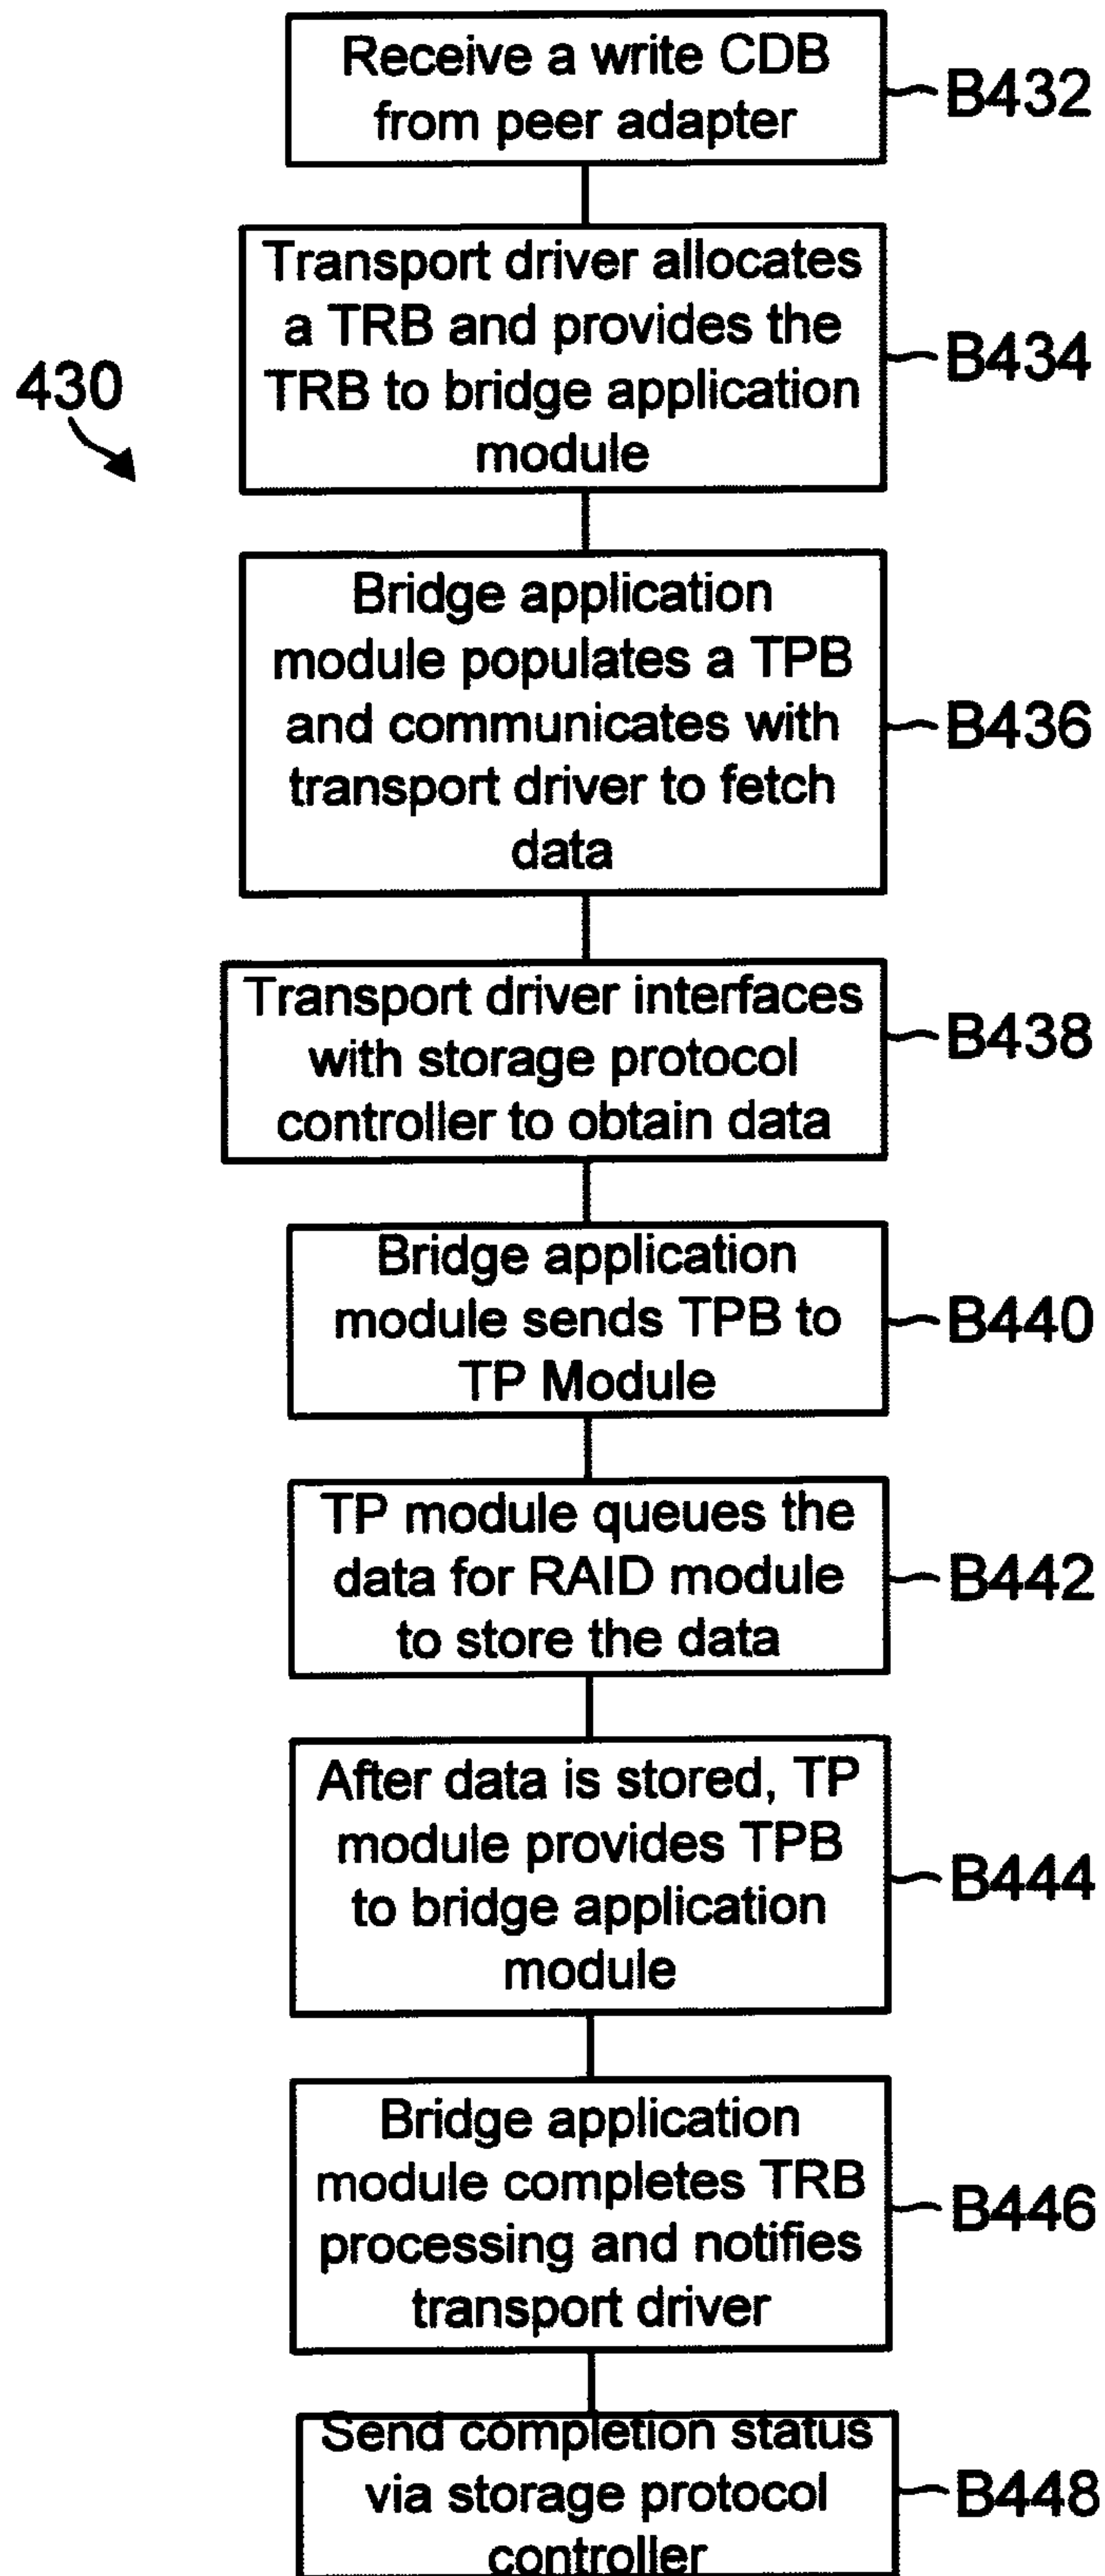 Receive a write CDB
from peer adapter
B432
Transport driver allocates
a TRB and provides the
TRB to bridge application
module
B434
430
Bridge application
module populates a TPB
and communicates with
transport driver to fetch
data
B436
Transport driver interfaces
with storage protocol
controller to obtain data
B438
Bridge application
module sends TPB to
TP Module
B440
TP module queues the
data for RAID module
to store the data
B442
After data is stored, TP
module provides TPB
to bridge application
module
B444
Bridge application
module completes TRB
processing and notifies
transport driver
B446
Send completion status
via storage protocol
controller
B448